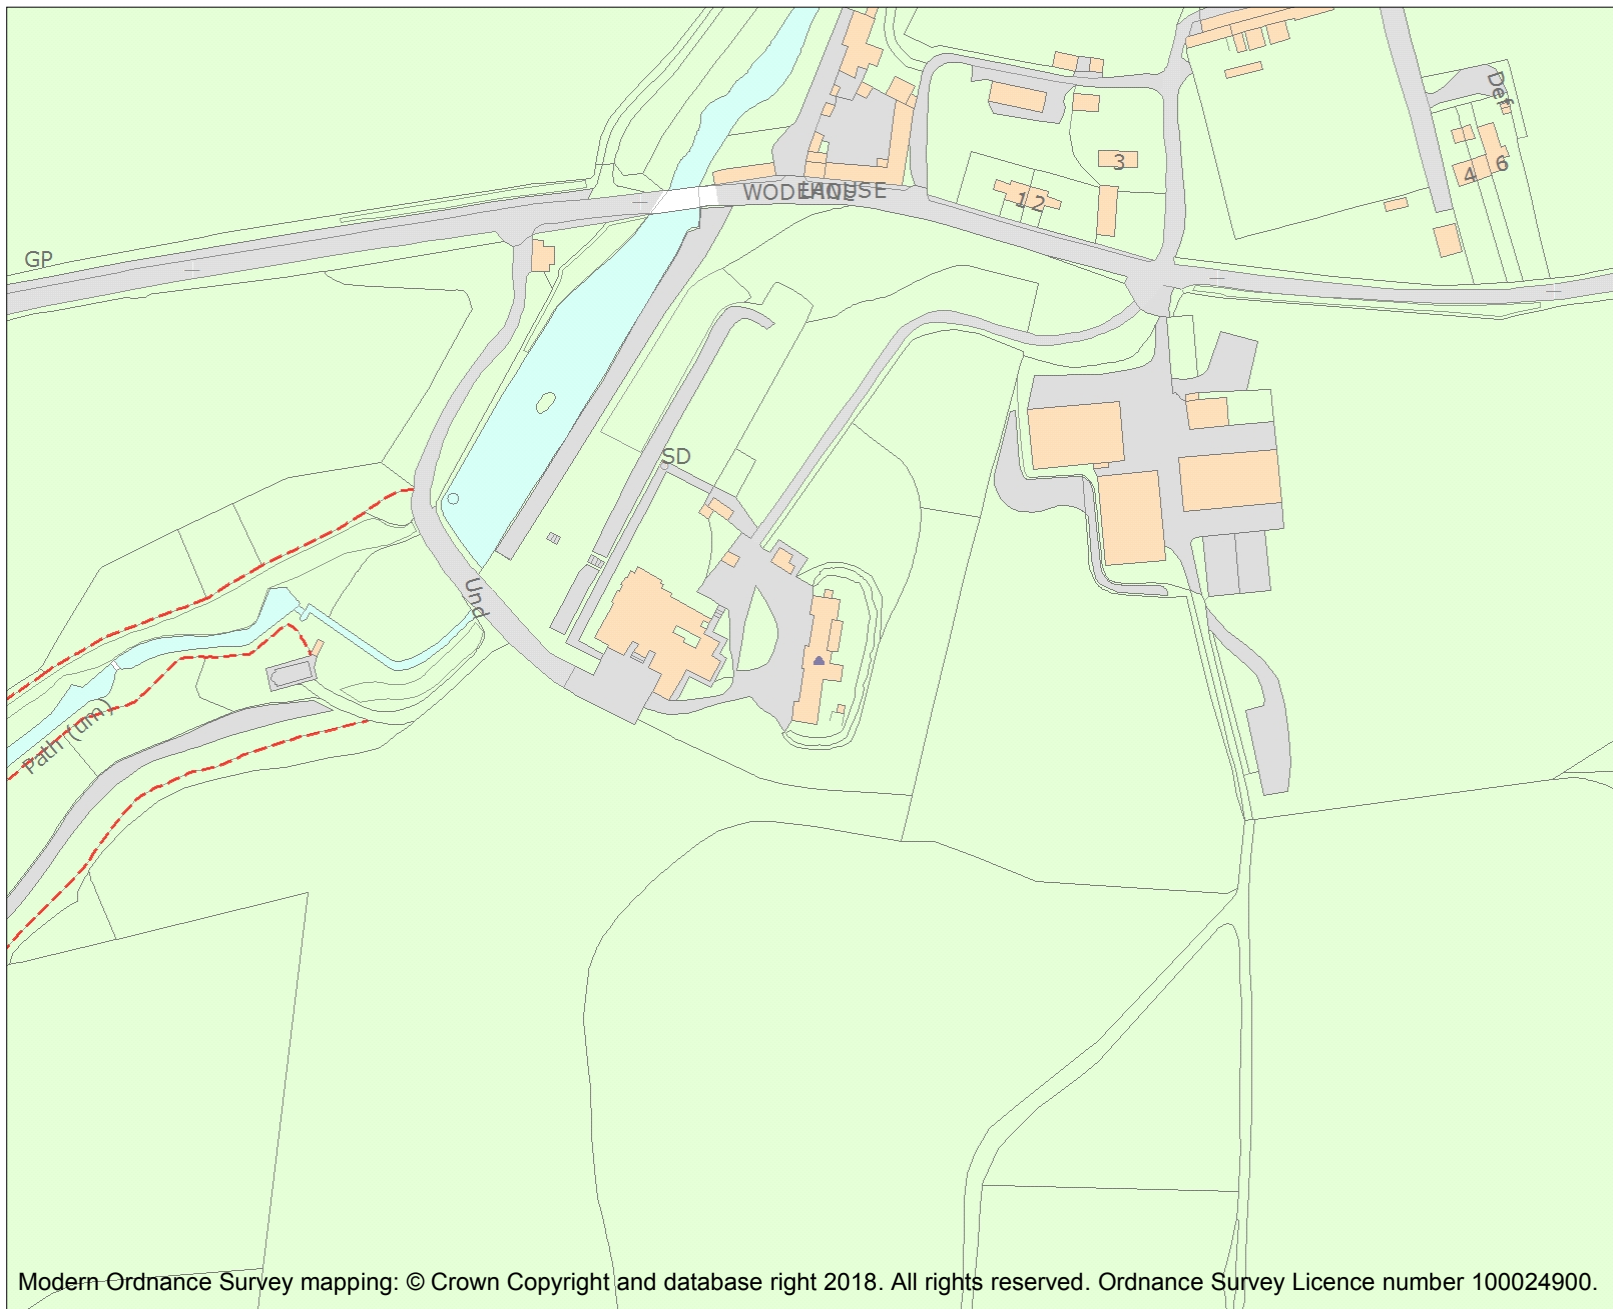 Def
3
6
4
1 2
WODEHOUSE
LANE
GP
SD
Und
Path (um)
Modern Ordnance Survey mapping: © Crown Copyright and database right 2018. All rights reserved. Ordnance Survey Licence number 100024900.